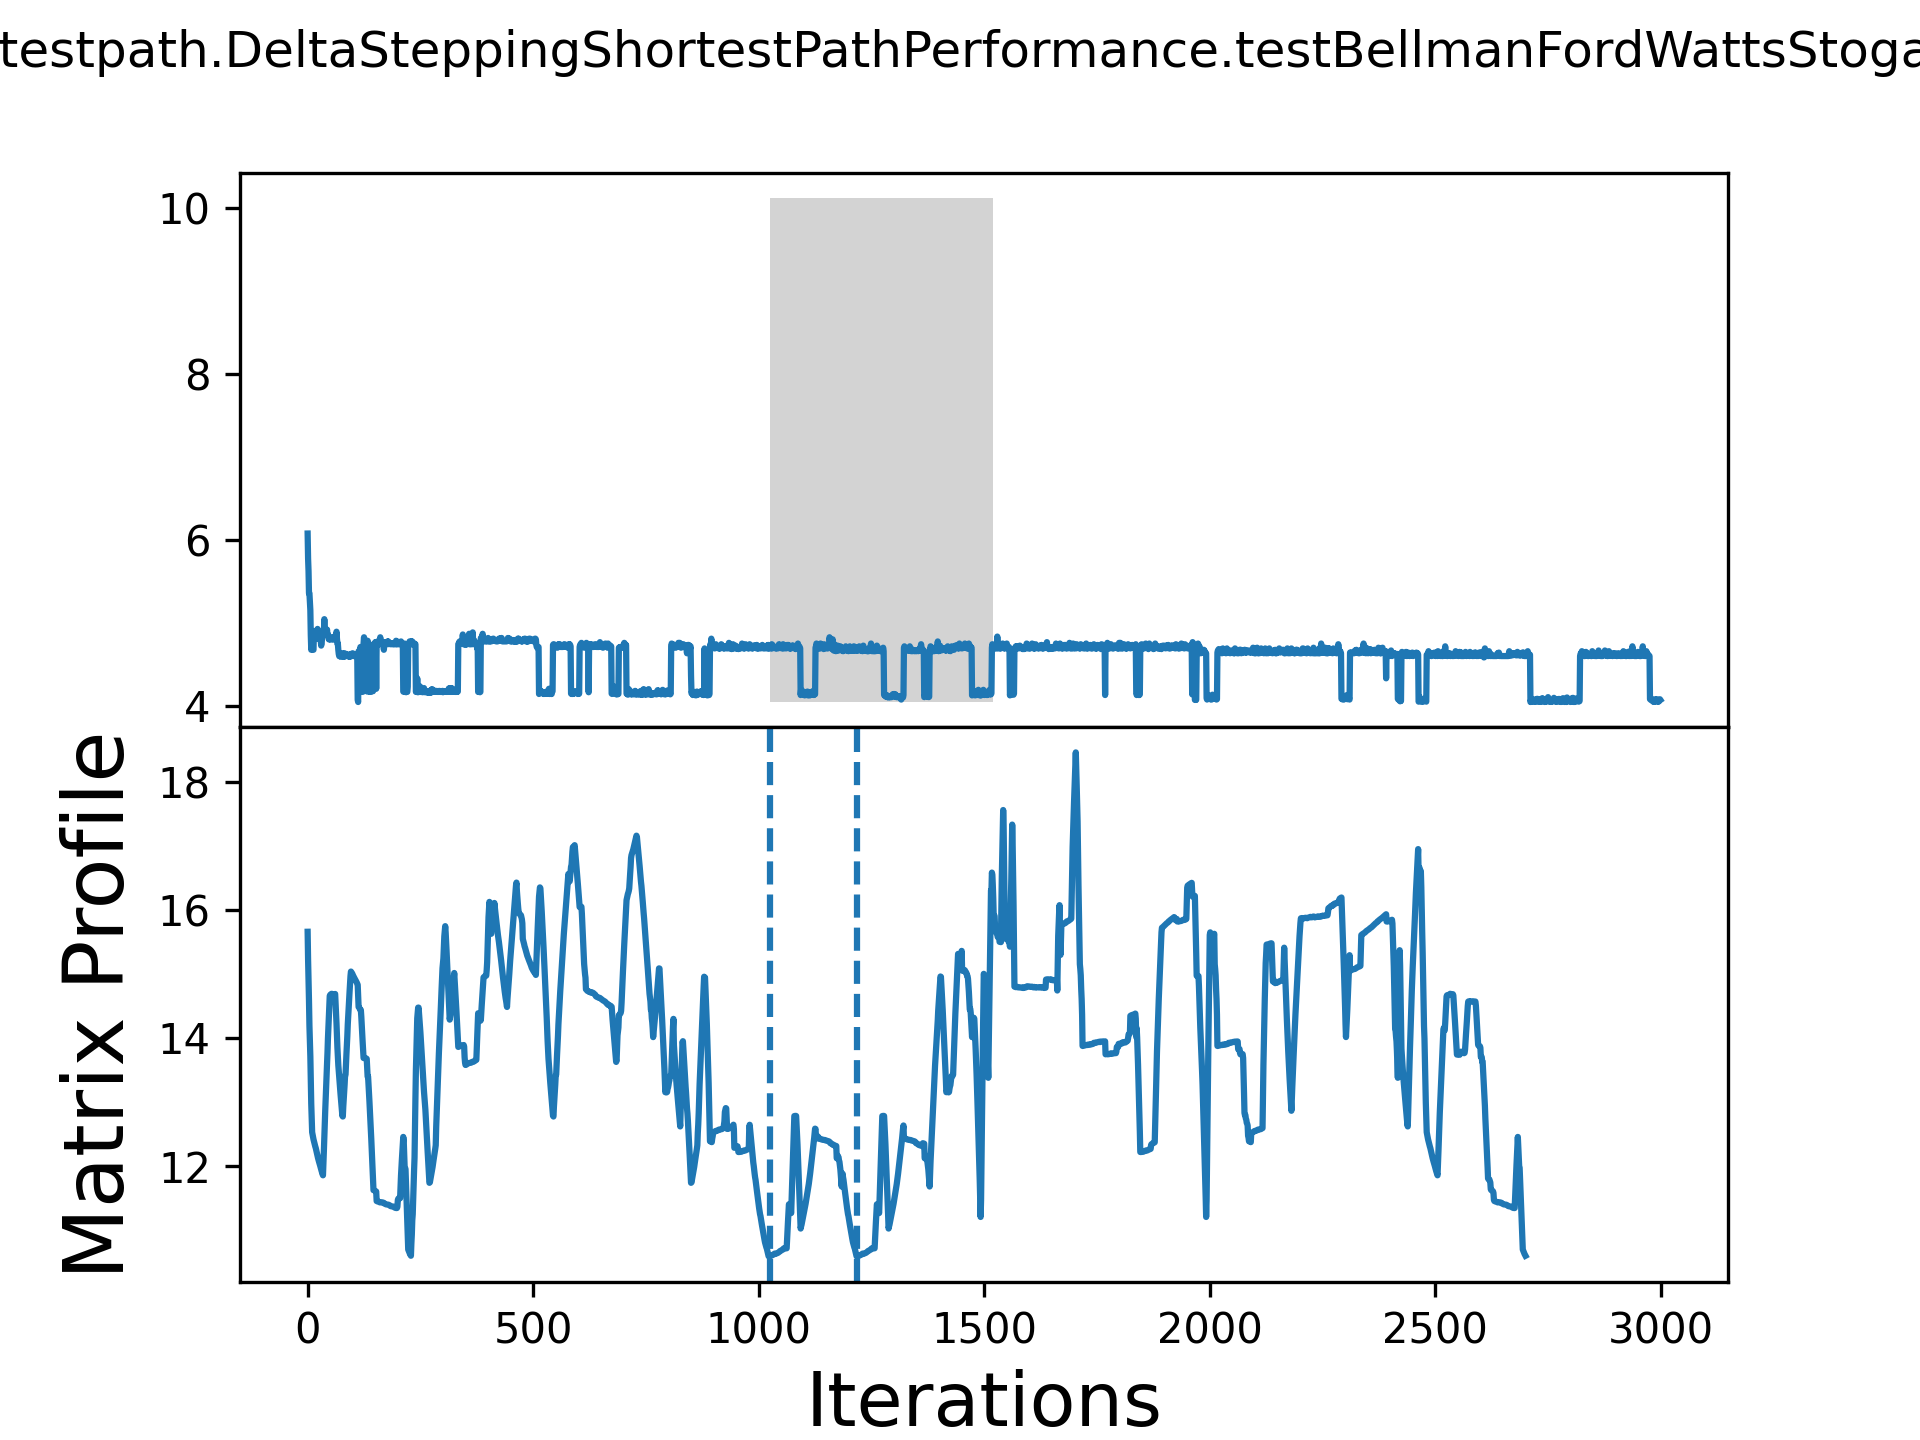 testpath.DeltaSteppingShortestPathPerformance.testBellmanFordWattsStoga
10
8
6
4
Matrix Profile
18
16
14
12
0 500 1000 1500 2000 2500 3000
Iterations